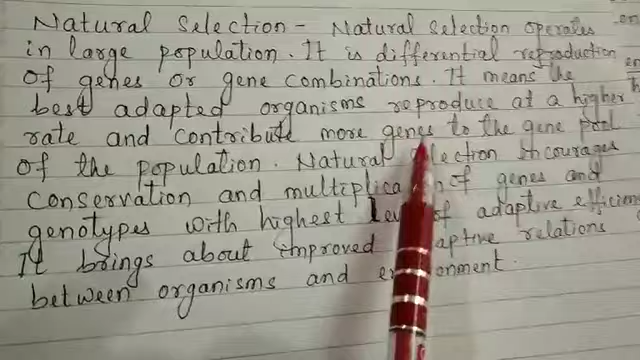 Natural Selection - Natural selection operates
in large population. It is differential reproduction
of genes or gene combinations. It means the
best adapted organisms reproduce at a higher
rate and contribute more genes to the gene pool
of the population. Natural encourages
conservation and of genes and
genotypes with highest of adaptive
It brings about improved relations
between organisms and